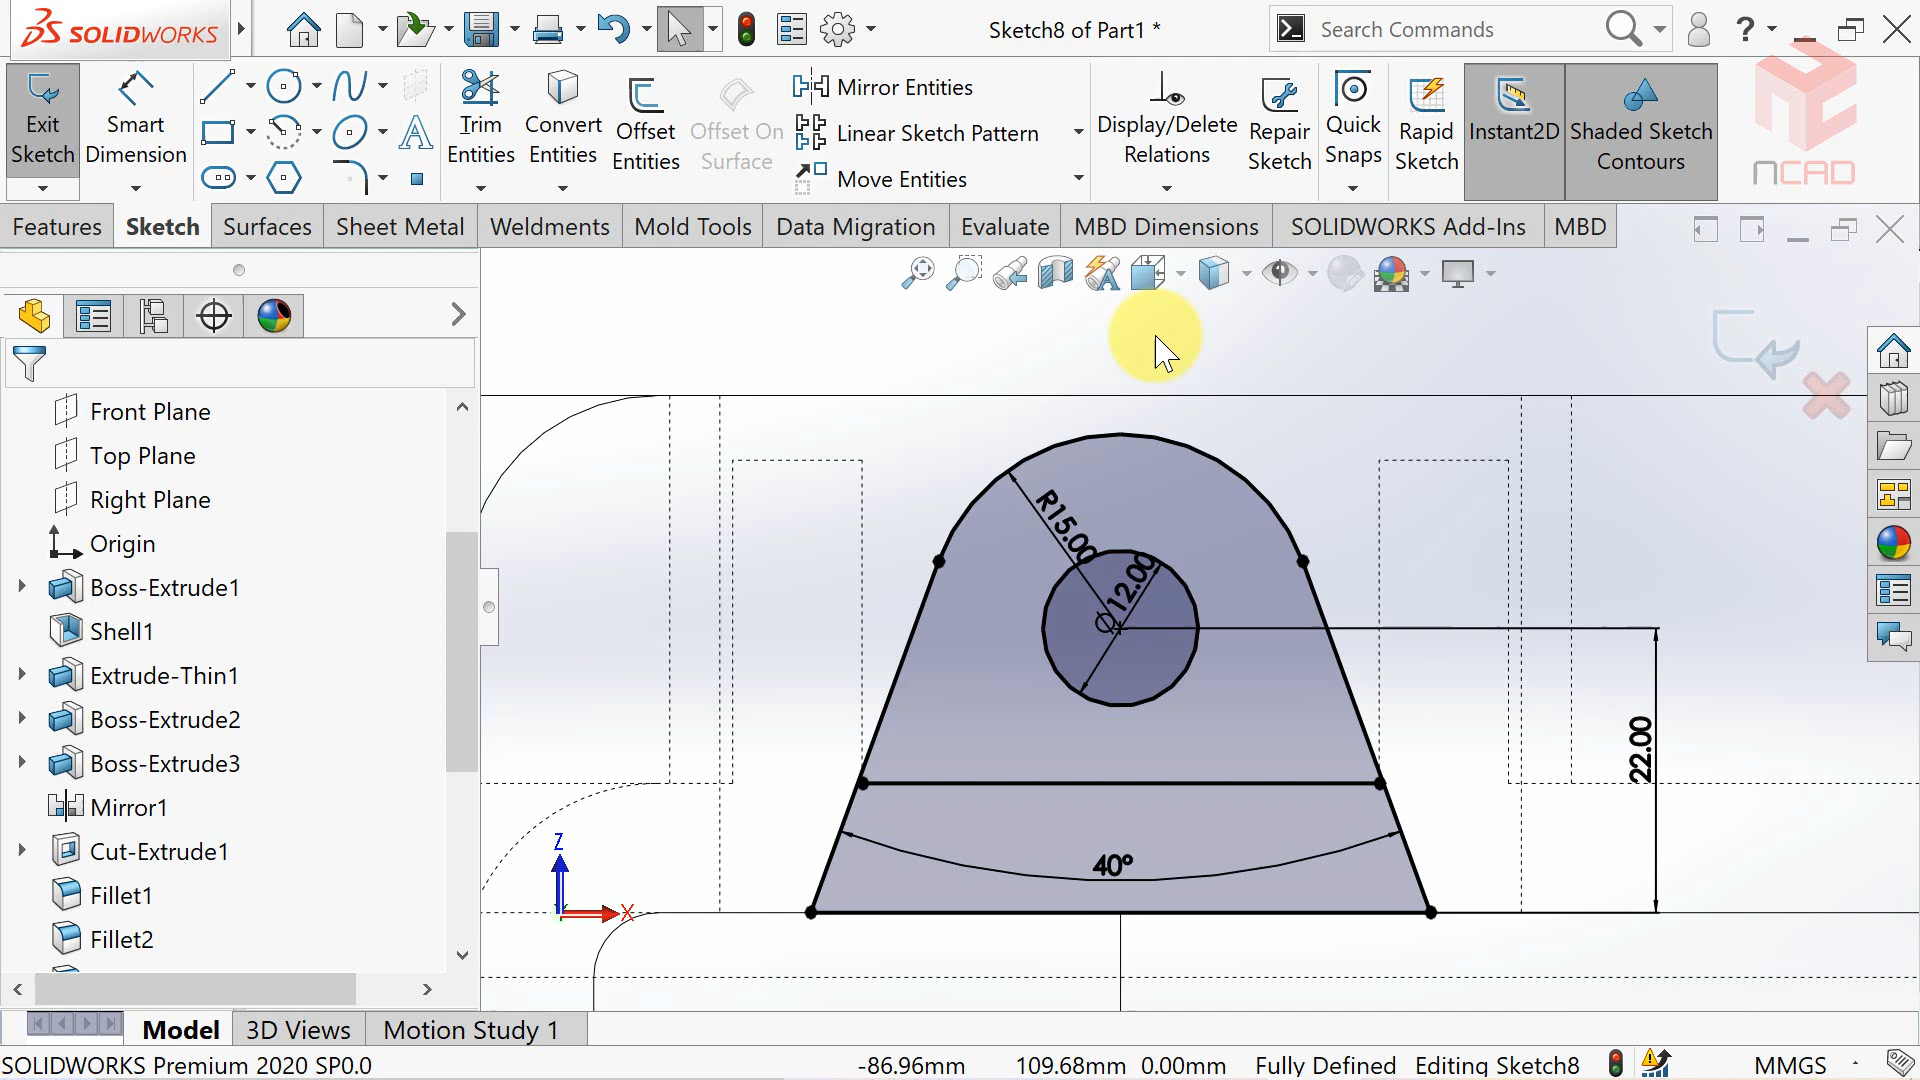 SOLIDWORKS
Sketch8 of Part1 *
Search Commands
?
Exit Sketch
Smart Dimension
Trim Entities
Convert Entities
Offset Entities
Offset On Surface
Mirror Entities
Linear Sketch Pattern
Move Entities
Display/Delete Relations
Repair Sketch
Quick Snaps
Rapid Sketch
Instant2D
Shaded Sketch Contours
NCAD
Features
Sketch
Surfaces
Sheet Metal
Weldments
Mold Tools
Data Migration
Evaluate
MBD Dimensions
SOLIDWORKS Add-Ins
MBD
Front Plane
Top Plane
Right Plane
Origin
Boss-Extrude1
Shell1
Extrude-Thin1
Boss-Extrude2
Boss-Extrude3
Mirror1
Cut-Extrude1
Fillet1
Fillet2
R15.00
Ø12.00
22.00
40°
Z
X
Model
3D Views
Motion Study 1
SOLIDWORKS Premium 2020 SP0.0
-86.96mm
109.68mm
0.00mm
Fully Defined
Editing Sketch8
MMGS